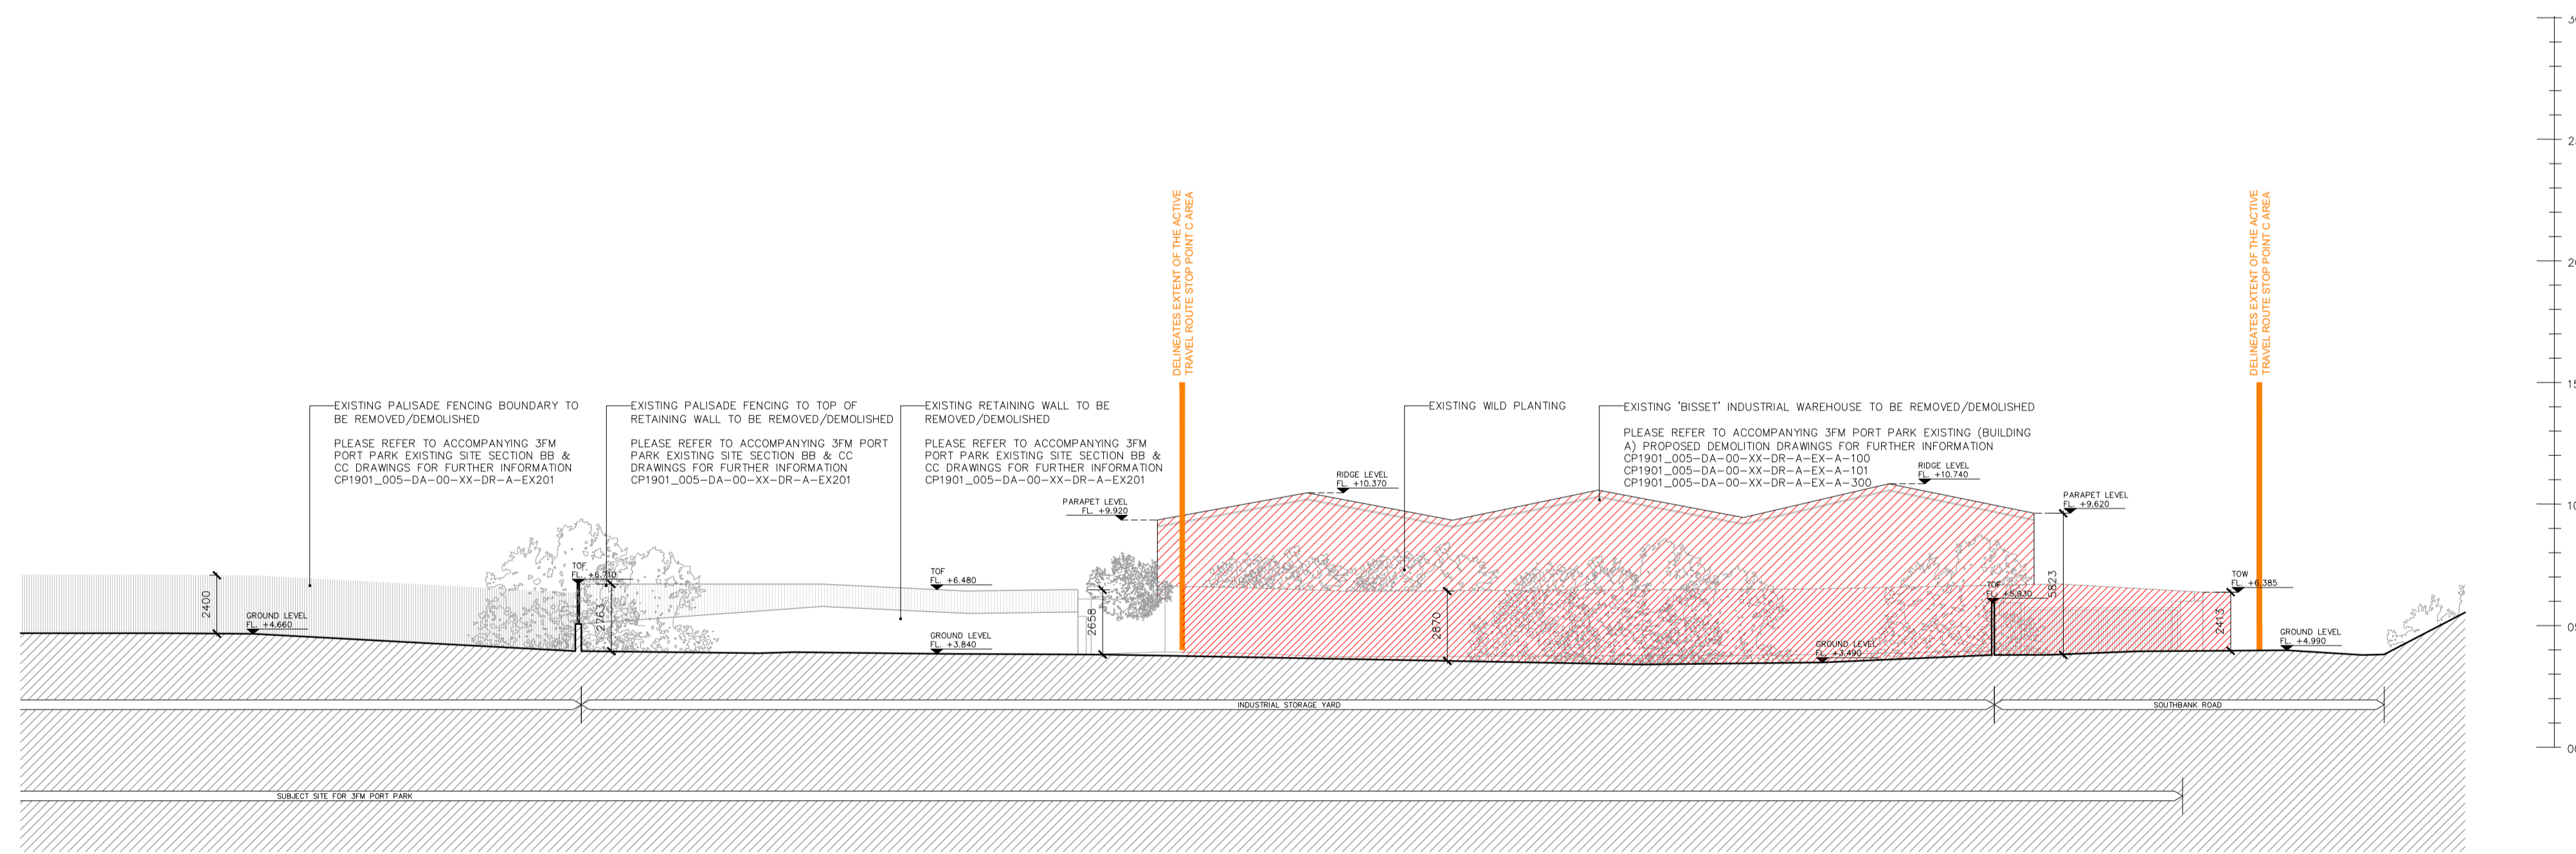 DELINEATES EXTENT OF THE ACTIVE
TRAVEL ROUTE STOP POINT C AREA
DELINEATES EXTENT OF THE ACTIVE
TRAVEL ROUTE STOP POINT C AREA
EXISTING PALISADE FENCING BOUNDARY TO
BE REMOVED/DEMOLISHED
PLEASE REFER TO ACCOMPANYING 3FM
PORT PARK EXISTING SITE SECTION BB &
CC DRAWINGS FOR FURTHER INFORMATION
CP1901_005-DA-00-XX-DR-A-EX201
EXISTING PALISADE FENCING TO TOP OF
RETAINING WALL TO BE REMOVED/DEMOLISHED
PLEASE REFER TO ACCOMPANYING 3FM PORT
PARK EXISTING SITE SECTION BB & CC
DRAWINGS FOR FURTHER INFORMATION
CP1901_005-DA-00-XX-DR-A-EX201
EXISTING RETAINING WALL TO BE
REMOVED/DEMOLISHED
PLEASE REFER TO ACCOMPANYING 3FM
PORT PARK EXISTING SITE SECTION BB &
CC DRAWINGS FOR FURTHER INFORMATION
CP1901_005-DA-00-XX-DR-A-EX201
EXISTING WILD PLANTING
EXISTING 'BISSET' INDUSTRIAL WAREHOUSE TO BE REMOVED/DEMOLISHED
PLEASE REFER TO ACCOMPANYING 3FM PORT PARK EXISTING (BUILDING
A) PROPOSED DEMOLITION DRAWINGS FOR FURTHER INFORMATION
CP1901_005-DA-00-XX-DR-A-EX-A-100
CP1901_005-DA-00-XX-DR-A-EX-A-101
CP1901_005-DA-00-XX-DR-A-EX-A-300
PARAPET LEVEL
FL. +9.920
RIDGE LEVEL
FL. +10.370
RIDGE LEVEL
FL. +10.740
PARAPET LEVEL
FL. +9.620
2400
GROUND LEVEL
FL. +4.660
TOF
FL. +6.710
2763
TOF
FL. +6.480
GROUND LEVEL
FL. +3.840
2658
2870
GROUND LEVEL
FL. +3.490
TOF
FL. +5.930
5823
TOW
FL. +6.385
2413
GROUND LEVEL
FL. +4.990
INDUSTRIAL STORAGE YARD
SOUTHBANK ROAD
SUBJECT SITE FOR 3FM PORT PARK